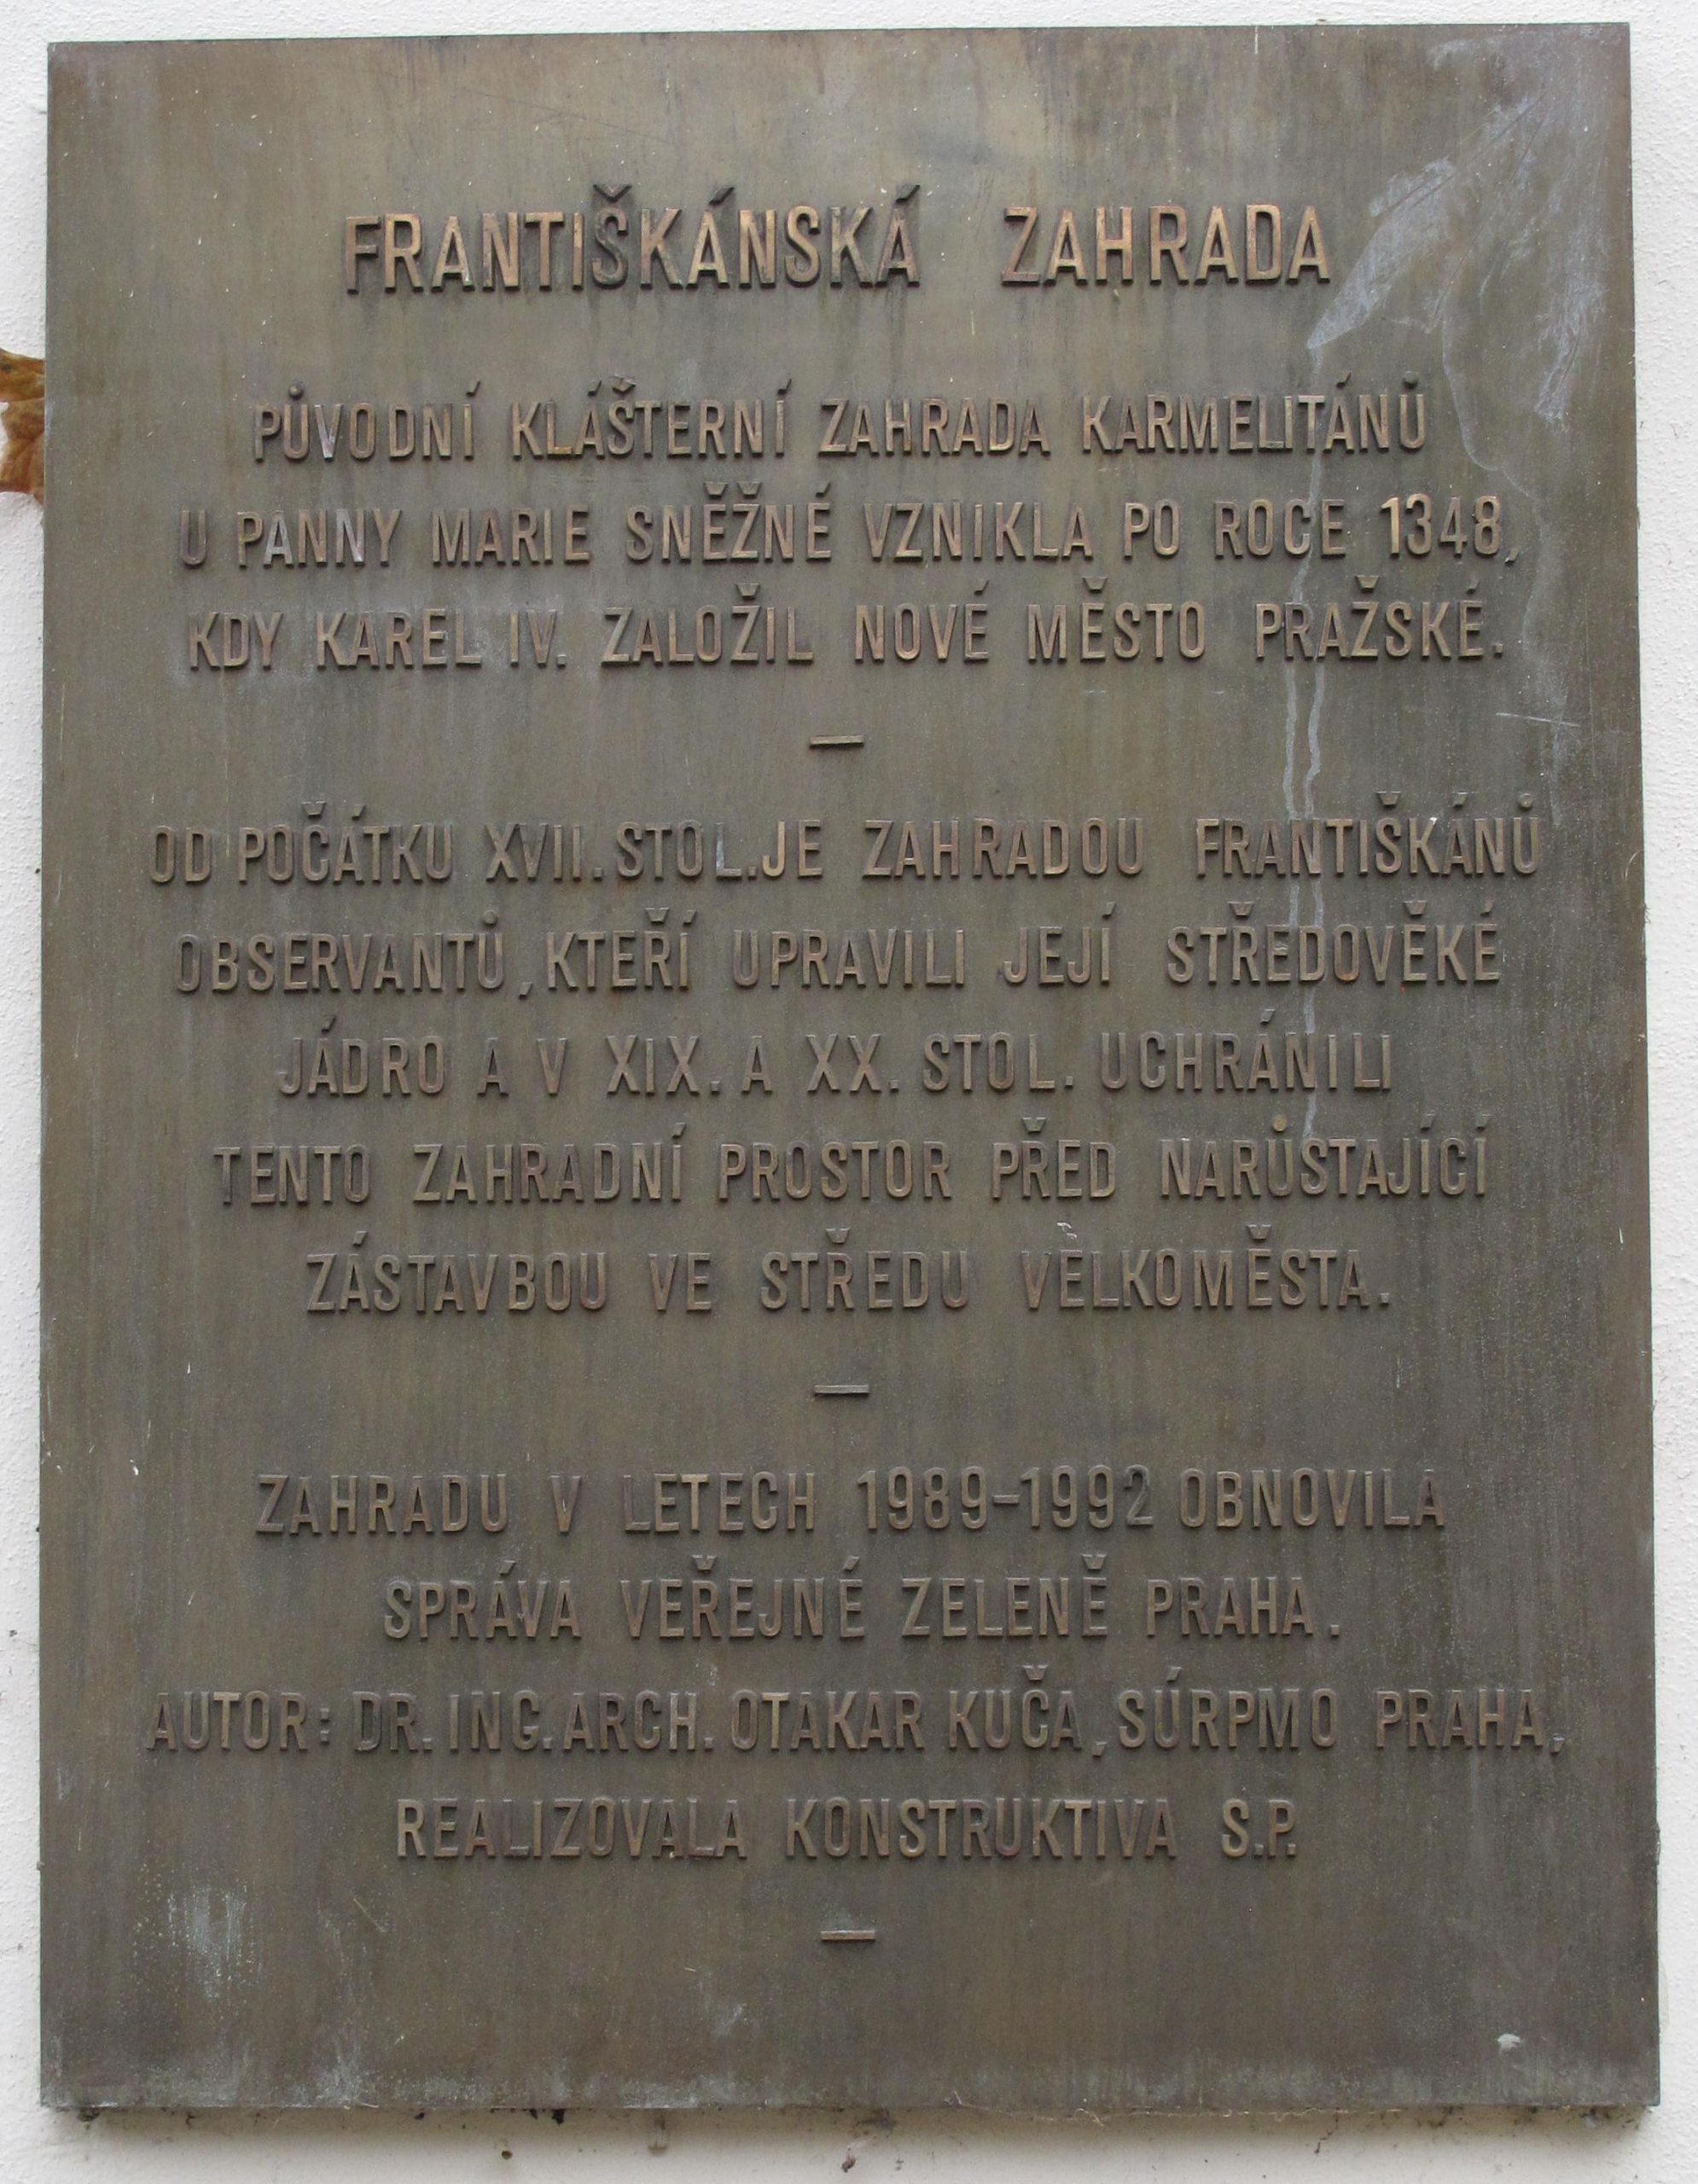 FRANTIŠKÁNSKÁ ZAHRADA
PŮVODNÍ KLÁŠTERNÍ ZAHRADA KARMELITÁNŮ
U PANNY MARIE SNĚŽNÉ VZNIKLA PO ROCE 1348,
KDY KAREL IV. ZALOŽIL NOVÉ MĚSTO PRAŽSKÉ.
—
OD POČÁTKU XVII. STOL. JE ZAHRADOU FRANTIŠKÁNŮ
OBSERVANTŮ, KTEŘÍ UPRAVILI JEJÍ STŘEDOVĚKÉ
JÁDRO A V XIX. A XX. STOL. UCHRÁNILI
TENTO ZAHRADNÍ PROSTOR PŘED NARŮSTAJÍCÍ
ZÁSTAVBOU VE STŘEDU VELKOMĚSTA.
—
ZAHRADU V LETECH 1989-1992 OBNOVILA
SPRÁVA VEŘEJNÉ ZELENĚ PRAHA.
AUTOR: DR. ING. ARCH. OTAKAR KUČA, SÚRPMO PRAHA,
REALIZOVALA KONSTRUKTIVA S.P.
—